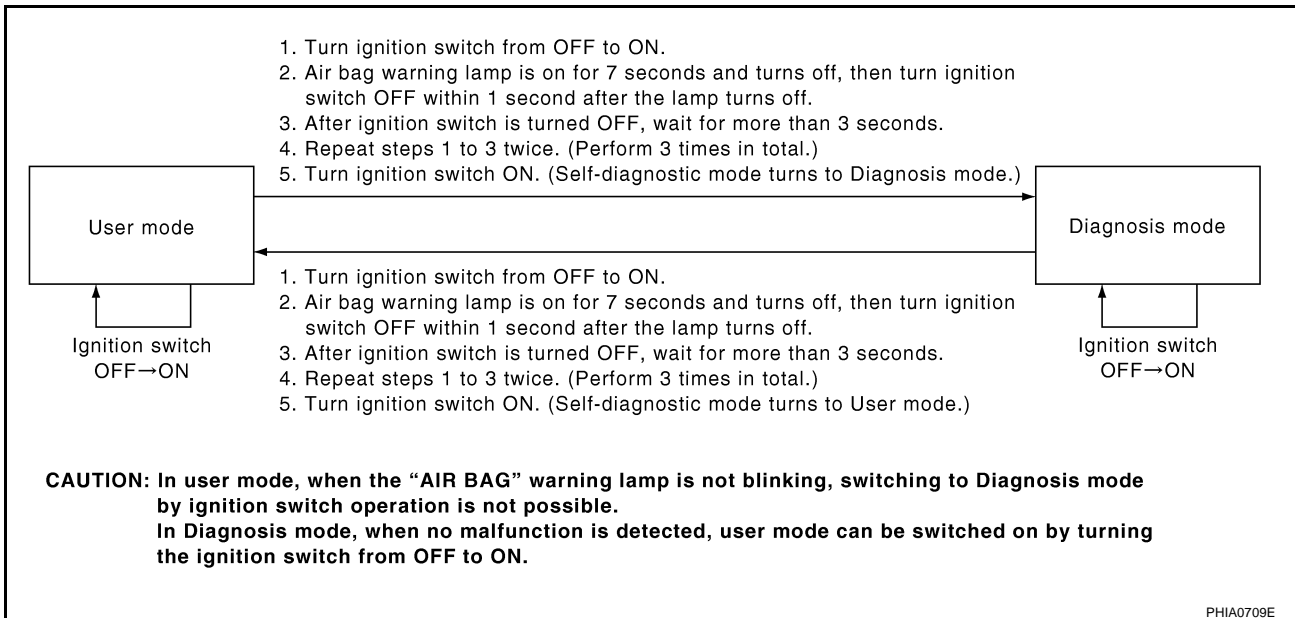 1. Turn ignition switch from OFF to ON.
2. Air bag warning lamp is on for 7 seconds and turns off, then turn ignition
switch OFF within 1 second after the lamp turns off.
3. After ignition switch is turned OFF, wait for more than 3 seconds.
4. Repeat steps 1 to 3 twice. (Perform 3 times in total.)
5. Turn ignition switch ON. (Self-diagnostic mode turns to Diagnosis mode.)
User mode
Diagnosis mode
1. Turn ignition switch from OFF to ON.
2. Air bag warning lamp is on for 7 seconds and turns off, then turn ignition
switch OFF within 1 second after the lamp turns off.
3. After ignition switch is turned OFF, wait for more than 3 seconds.
4. Repeat steps 1 to 3 twice. (Perform 3 times in total.)
5. Turn ignition switch ON. (Self-diagnostic mode turns to User mode.)
Ignition switch
OFF→ON
Ignition switch
OFF→ON
CAUTION: In user mode, when the “AIR BAG” warning lamp is not blinking, switching to Diagnosis mode
by ignition switch operation is not possible.
In Diagnosis mode, when no malfunction is detected, user mode can be switched on by turning
the ignition switch from OFF to ON.
PHIA0709E